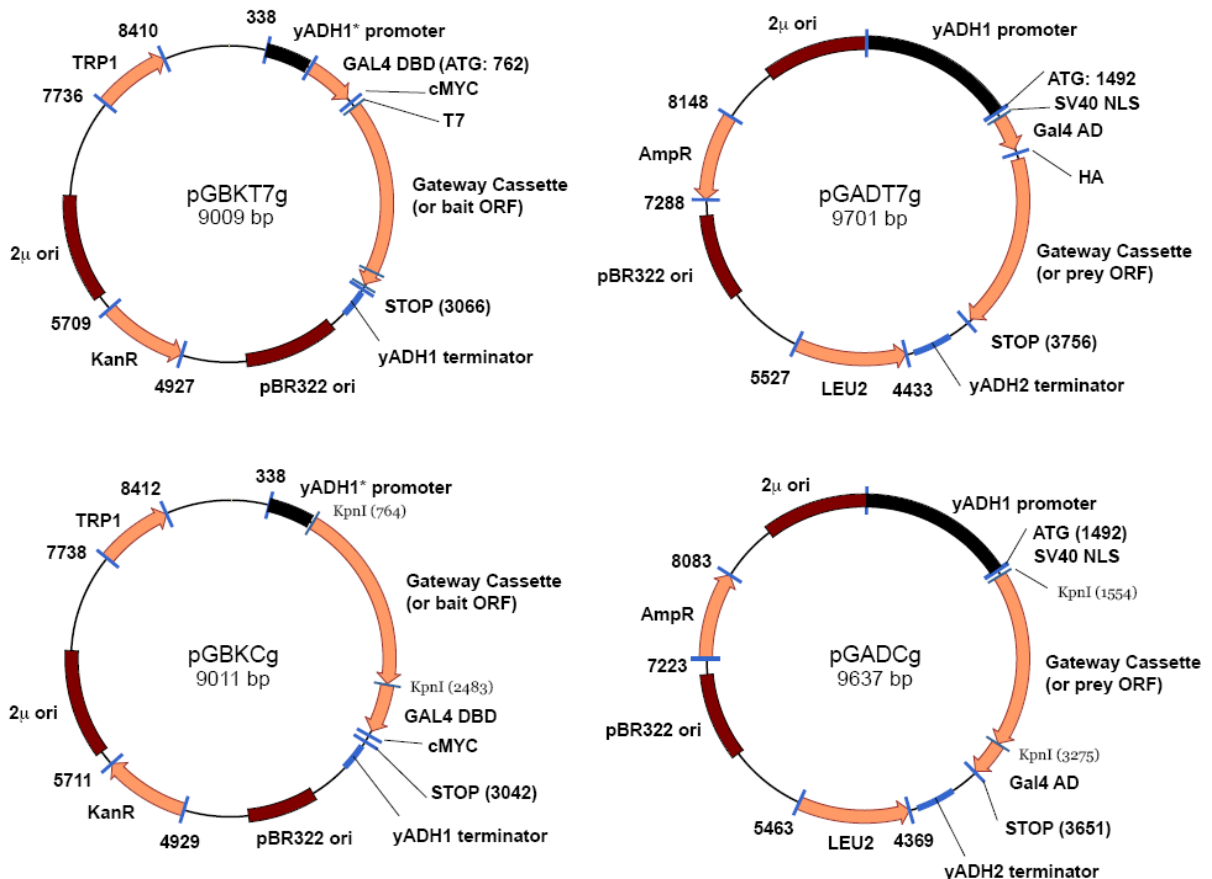 338
yADH1* promoter
8410
TRP1
GAL4 DBD (ATG: 762)
cMYC
7736
T7
pGBKT7g
9009 bp
Gateway Cassette
(or bait ORF)
2μ ori
5709
STOP (3066)
KanR
yADH1 terminator
4927
pBR322 ori
2μ ori
yADH1 promoter
ATG: 1492
8148
SV40 NLS
Gal4 AD
AmpR
HA
pGADT7g
9701 bp
7288
Gateway Cassette
(or prey ORF)
pBR322 ori
STOP (3756)
5527
LEU2
4433
yADH2 terminator
338
yADH1* promoter
8412
KpnI (764)
TRP1
7738
Gateway Cassette
(or bait ORF)
pGBKCg
9011 bp
KpnI (2483)
2μ ori
GAL4 DBD
cMYC
5711
STOP (3042)
KanR
yADH1 terminator
4929
pBR322 ori
2μ ori
yADH1 promoter
ATG (1492)
8083
SV40 NLS
KpnI (1554)
AmpR
pGADCg
9637 bp
7223
Gateway Cassette
(or prey ORF)
pBR322 ori
KpnI (3275)
Gal4 AD
5463
STOP (3651)
LEU2
4369
yADH2 terminator